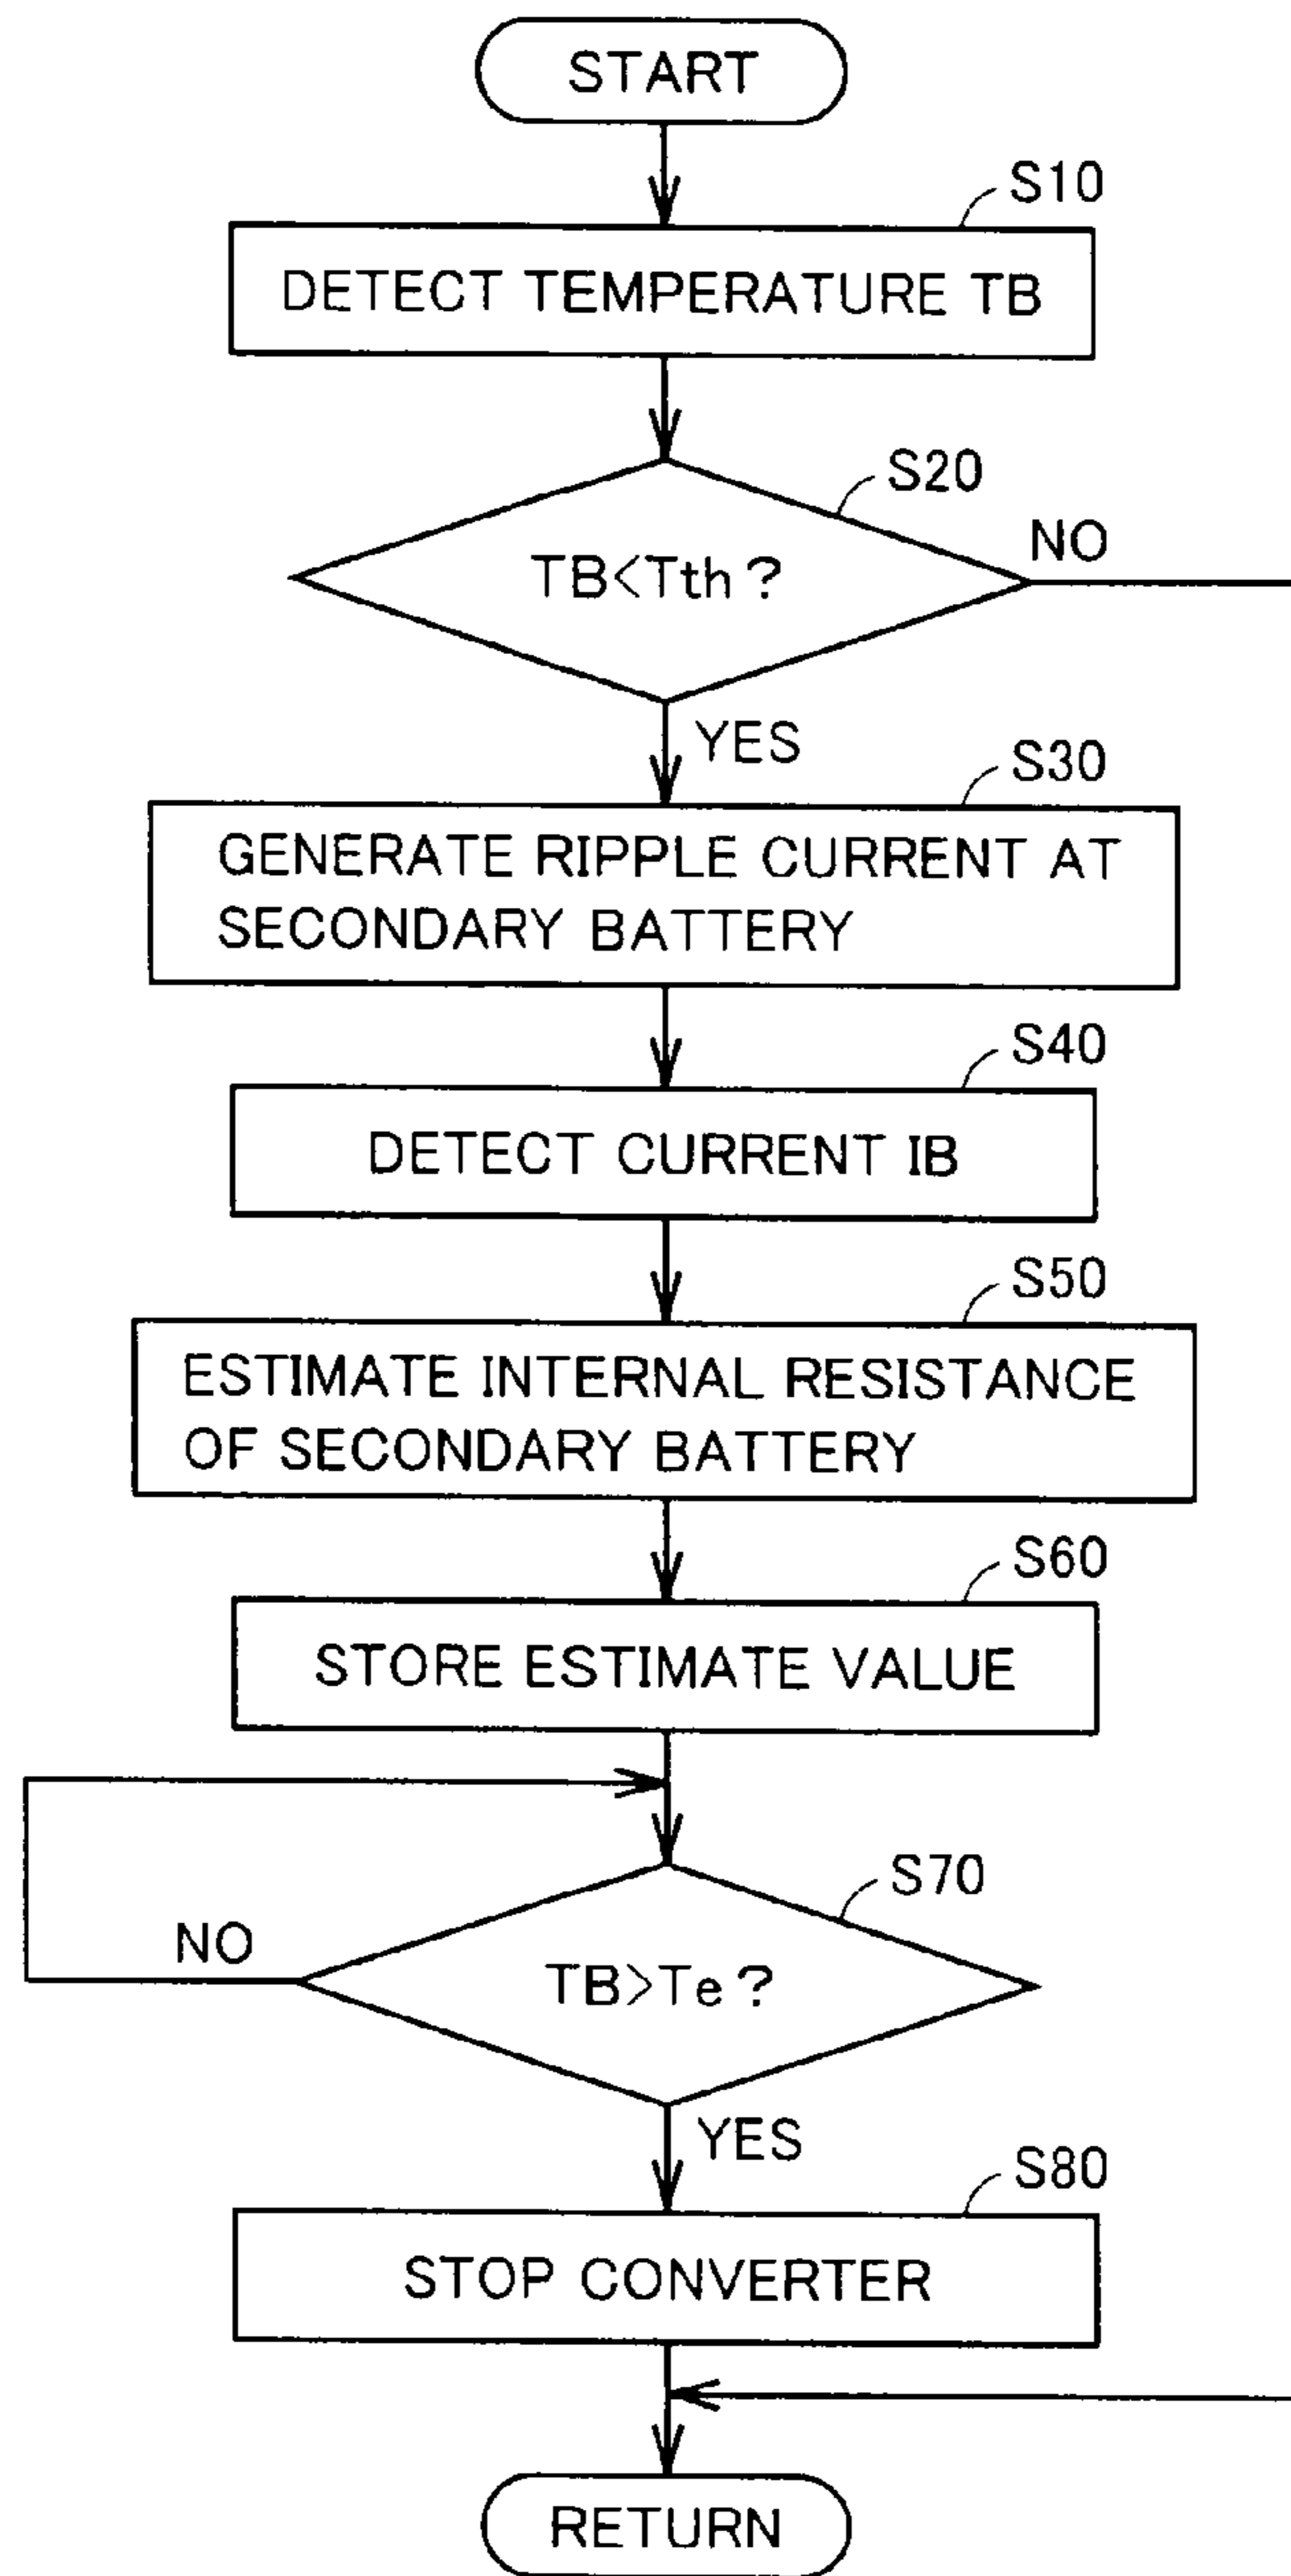 START
S10
DETECT TEMPERATURE TB
S20
TB<Tth?
NO
YES
S30
GENERATE RIPPLE CURRENT AT
SECONDARY BATTERY
S40
DETECT CURRENT IB
S50
ESTIMATE INTERNAL RESISTANCE
OF SECONDARY BATTERY
S60
STORE ESTIMATE VALUE
S70
NO
TB>Te?
YES
S80
STOP CONVERTER
RETURN